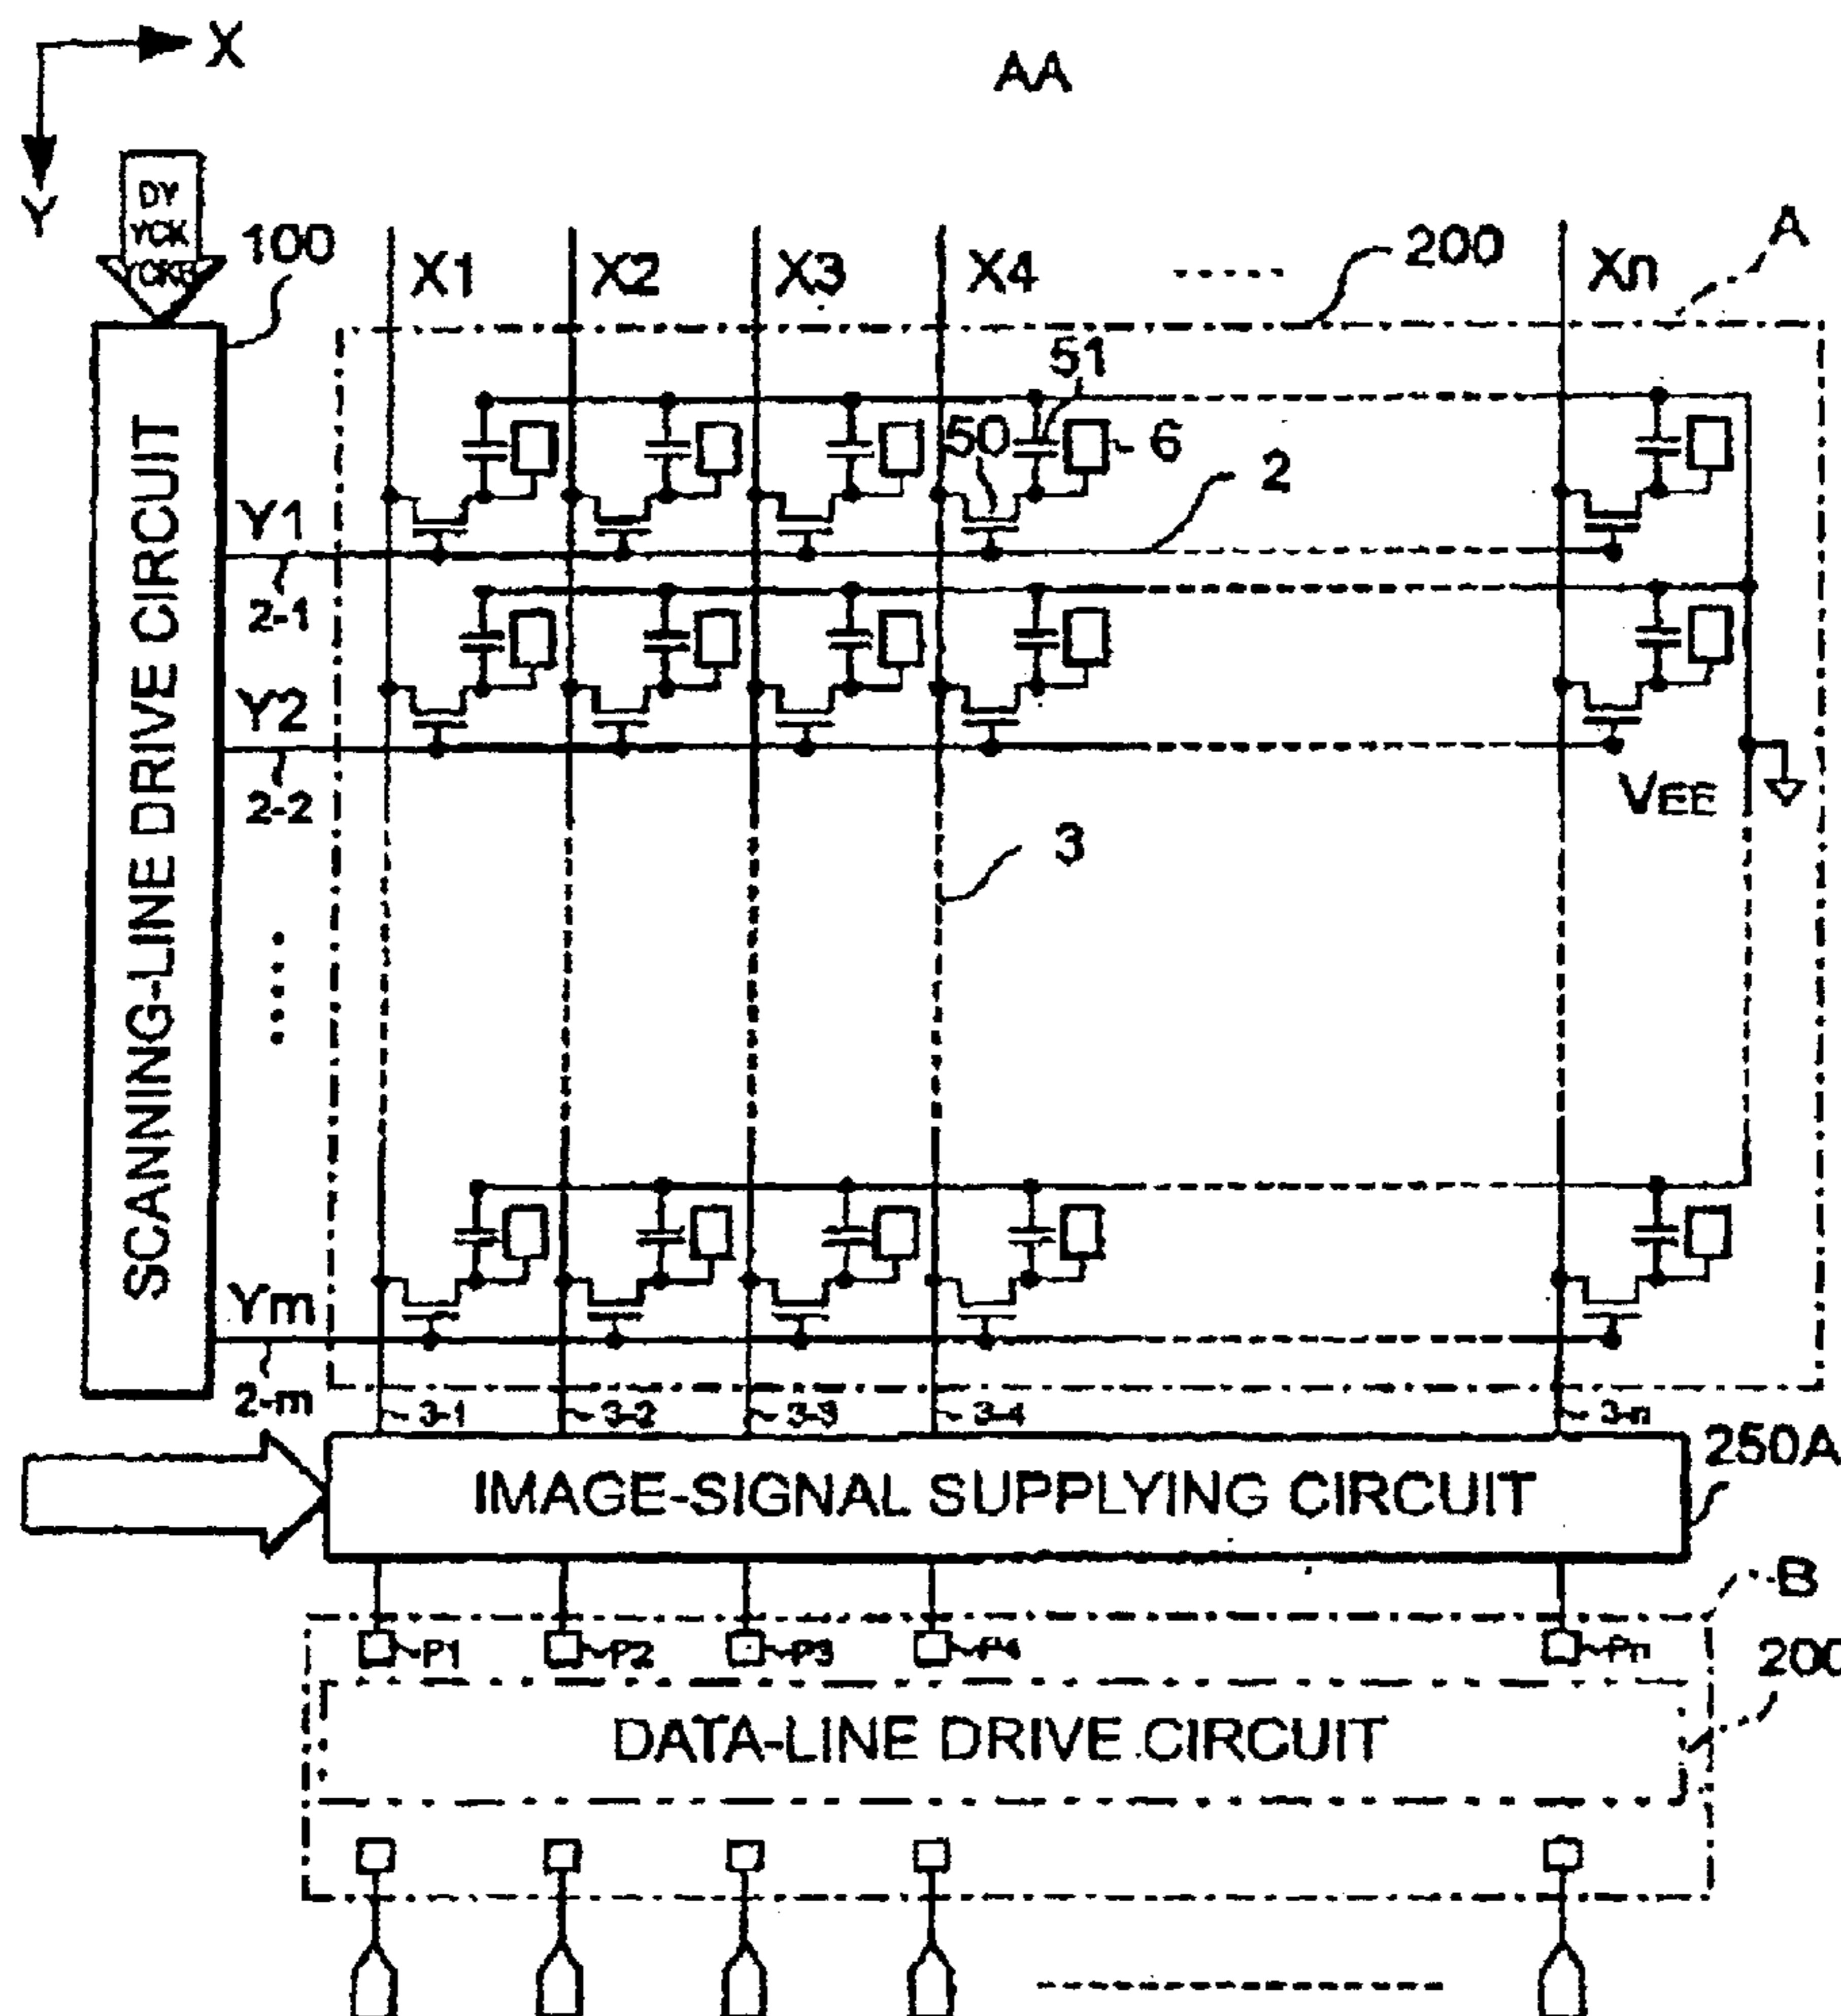 X
AA
Y
DY
100
X1
X2
X3
X4
200
Xn
A
51
50
6
2
Y1
2-1
Y2
2-2
VEE
3
SCANNING-LINE DRIVE CIRCUIT
Ym
2-m
3-1
3-2
3-3
3-4
3-n
250A
IMAGE-SIGNAL SUPPLYING CIRCUIT
B
P1
P2
P3
P4
Pn
200
DATA-LINE DRIVE CIRCUIT